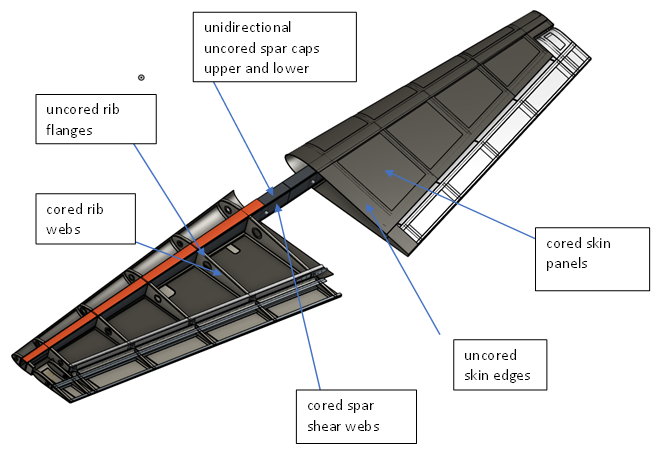 unidirectional
uncored spar caps
upper and lower
uncored rib
flanges
cored rib
webs
cored skin
panels
uncored
skin edges
cored spar
shear webs